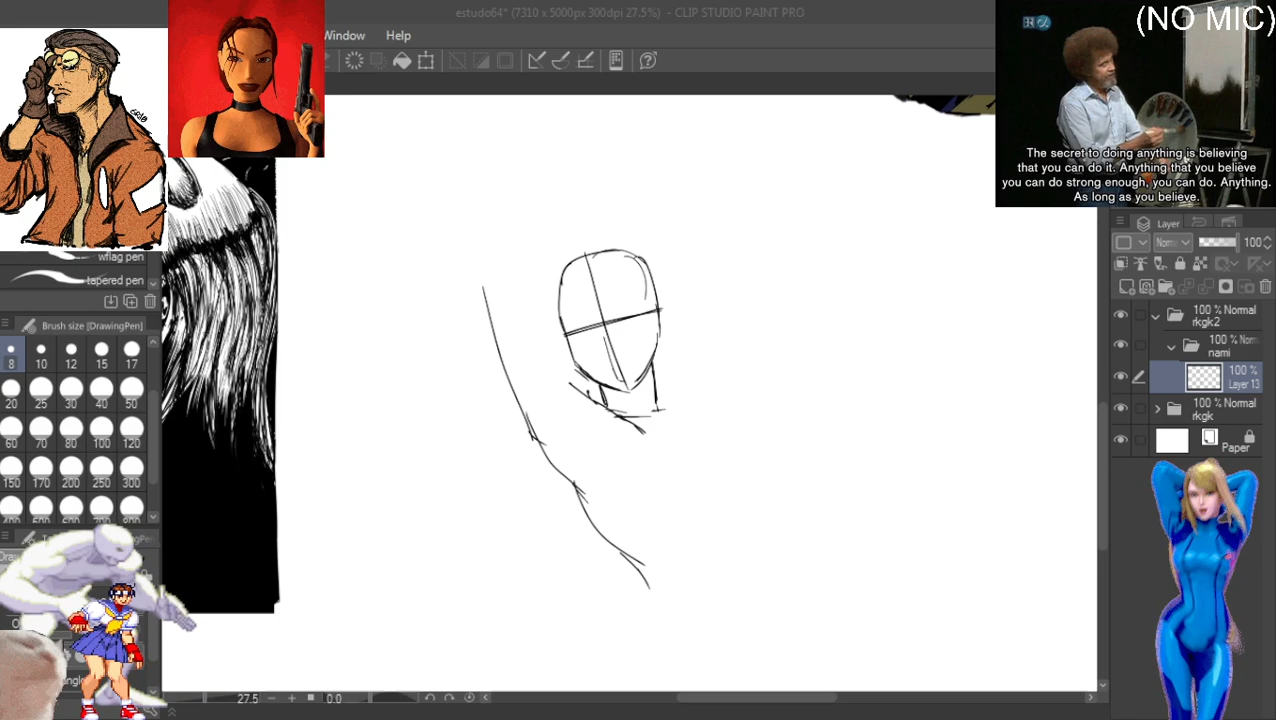 estudo64* (7310 x 5000px 300dpi 27.5%) - CLIP STUDIO PAINT PRO
(NO MIC)
Window Help
The secret to doing anything is believing
that you can do it. Anything that you believe
you can do strong enough, you can do. Anything.
As long as you believe.
Layer
100
wflag pen
tapered pen
Brush size [DrawingPen]
8 10 12 15 17
20 25 30 40 50
60 70 80 100 120
150 170 200 250 300
100 % Normal
rkgk2
nami
100 %
Layer 13
100 % Normal
rkgk
Paper
27.5
0.0